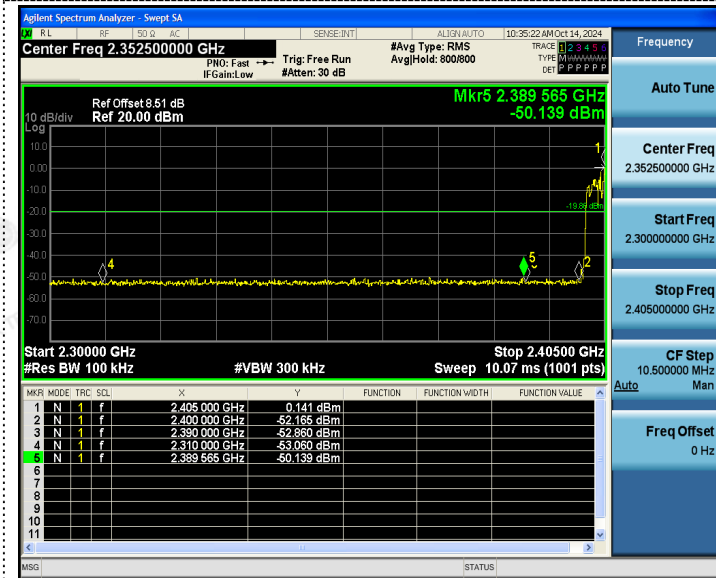 Agilent Spectrum Analyzer - Swept SA
LXI RL RF 50 Ω AC SENSE:INT ALIGN AUTO 10:35:22 AM Oct 14, 2024
Center Freq 2.352500000 GHz #Avg Type: RMS TRACE 1 2 3 4 5 6
PNO: Fast Trig: Free Run Avg|Hold: 800/800 TYPE M
IFGain:Low #Atten: 30 dB DET P P P P P P
Frequency
Auto Tune
Center Freq
2.352500000 GHz
Start Freq
2.300000000 GHz
Stop Freq
2.405000000 GHz
CF Step
10.500000 MHz
Auto Man
Freq Offset
0 Hz
Mkr5 2.389 565 GHz
-50.139 dBm
Ref Offset 8.51 dB
10 dB/div Ref 20.00 dBm
Log
10.0
0.00
-10.0
-20.0
-30.0
-40.0
-50.0
-60.0
-70.0
1
-19.86 dBm
4
5
2
Start 2.30000 GHz Stop 2.40500 GHz
#Res BW 100 kHz #VBW 300 kHz Sweep 10.07 ms (1001 pts)
MKR MODE TRC SCL X Y FUNCTION FUNCTION WIDTH FUNCTION VALUE
1 N 1 f 2.405 000 GHz 0.141 dBm
2 N 1 f 2.400 000 GHz -52.165 dBm
3 N 1 f 2.390 000 GHz -52.860 dBm
4 N 1 f 2.310 000 GHz -53.060 dBm
5 N 1 f 2.389 565 GHz -50.139 dBm
6
7
8
9
10
11
MSG STATUS